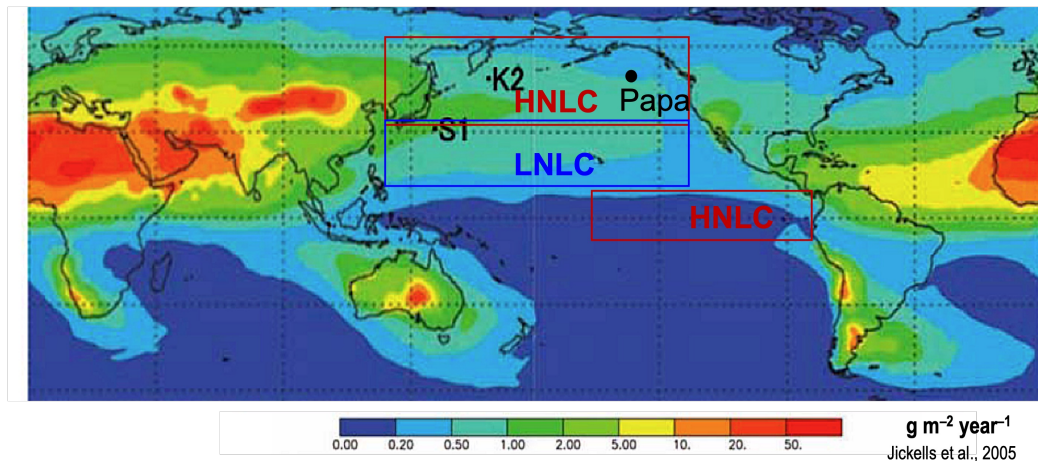 K2
HNLC
Papa
S1
LNLC
HNLC
0.00 0.20 0.50 1.00 2.00 5.00 10. 20. 50.
g m⁻² year⁻¹
Jickells et al., 2005